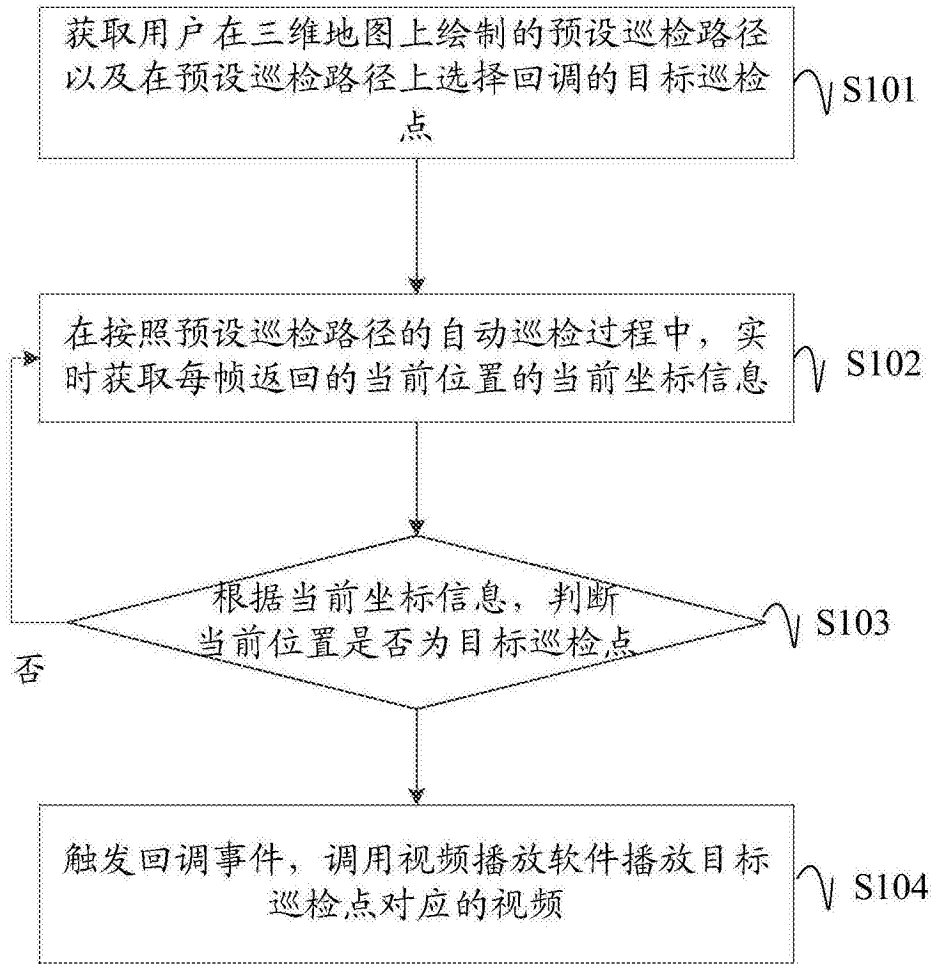 获取用户在三维地图上绘制的预设巡检路径
以及在预设巡检路径上选择回调的目标巡检
点
S101
在按照预设巡检路径的自动巡检过程中，实
时获取每帧返回的当前位置的当前坐标信息
S102
根据当前坐标信息，判断
当前位置是否为目标巡检点
S103
否
触发回调事件，调用视频播放软件播放目标
巡检点对应的视频
S104